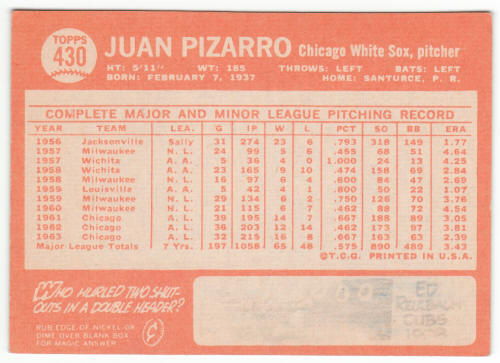 TOPPS
430
JUAN PIZARRO Chicago White Sox, pitcher
HT: 5'11" WT: 185 THROWS: LEFT BATS: LEFT
BORN: FEBRUARY 7, 1937 HOME: SANTURCE, P. R.
COMPLETE MAJOR AND MINOR LEAGUE PITCHING RECORD
YEAR TEAM LEA. G IP W L PCT SO BB ERA
1956 Jacksonville Sally 31 274 23 6 .793 318 149 1.77
1957 Milwaukee N. L. 24 99 5 6 .455 68 51 4.64
1957 Wichita A. A. 5 36 4 0 1.000 24 13 4.25
1958 Wichita A. A. 23 165 9 10 .474 158 69 2.84
1958 Milwaukee N. L. 16 97 6 4 .600 84 47 2.69
1959 Louisville A. A. 5 42 4 1 .800 50 22 1.07
1959 Milwaukee N. L. 29 134 6 2 .750 126 70 3.76
1960 Milwaukee N. L. 21 115 6 7 .462 88 72 4.54
1961 Chicago A. L. 39 195 14 7 .667 188 89 3.05
1962 Chicago A. L. 36 203 12 14 .462 173 97 3.81
1963 Chicago A. L. 32 215 16 8 .667 163 63 2.39
Major League Totals 7 Yrs. 197 1058 65 48 .575 890 489 3.43
©T.C.G. PRINTED IN U.S.A.
WHO HURLED TWO SHUT-
OUTS IN A DOUBLE HEADER?
RUB EDGE OF NICKEL OR
DIME OVER BLANK BOX
FOR MAGIC ANSWER
ED
REULBACH
CUBS